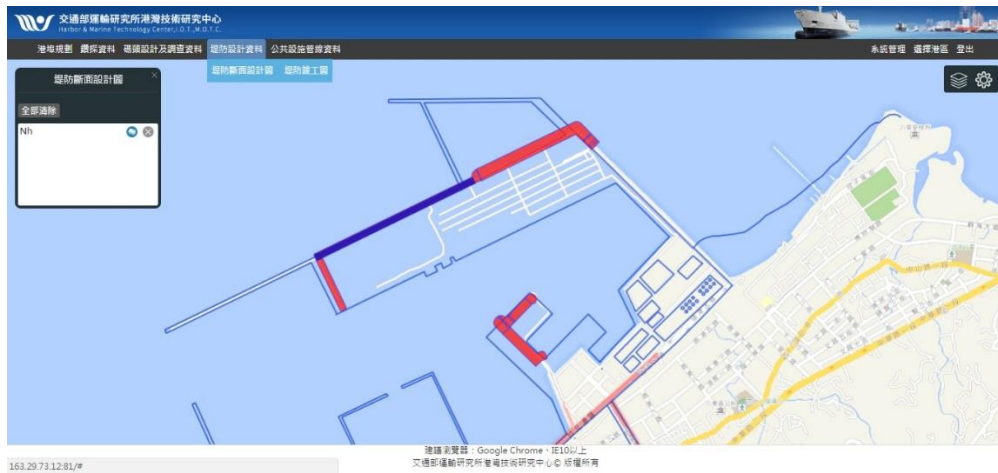 交通部運輸研究所港灣技術研究中心
Harbor & Marine Technology Center,I.O.T.,M.O.T.C.
港埠規劃 鑽探資料 碼頭設計及調查資料 堤防設計資料 公共設施管線資料 系統管理 選擇港區 登出
堤防斷面設計圖 堤防竣工圖
堤防斷面設計圖
全部清除
Nh
建議瀏覽器：Google Chrome、IE10以上
交通部運輸研究所港灣技術研究中心© 版權所有
163.29.73.12:81/#